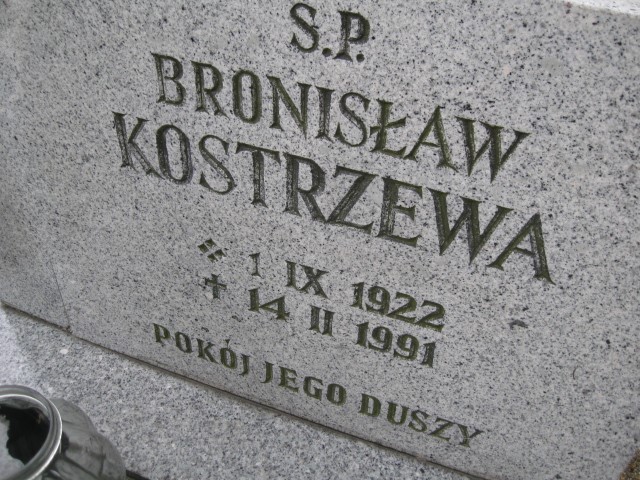 S.P.
BRONISŁAW
KOSTRZEWA
❖ 1 IX 1922
✝ 14 II 1991
POKÓJ JEGO DUSZY